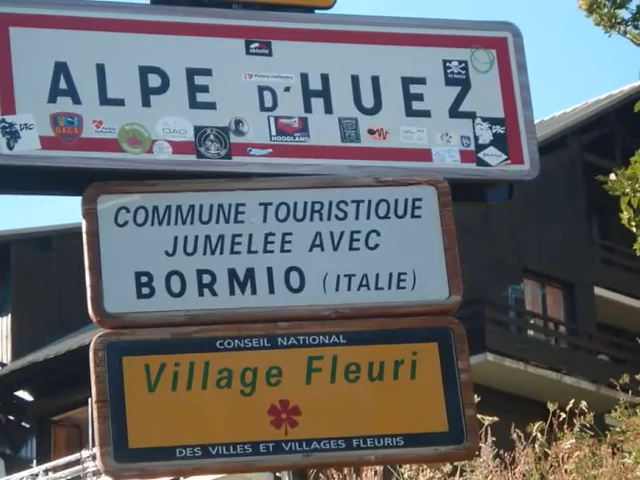 ALPE D'HUEZ
COMMUNE TOURISTIQUE
JUMELÉE AVEC
BORMIO (ITALIE)
CONSEIL NATIONAL
Village Fleuri
DES VILLES ET VILLAGES FLEURIS